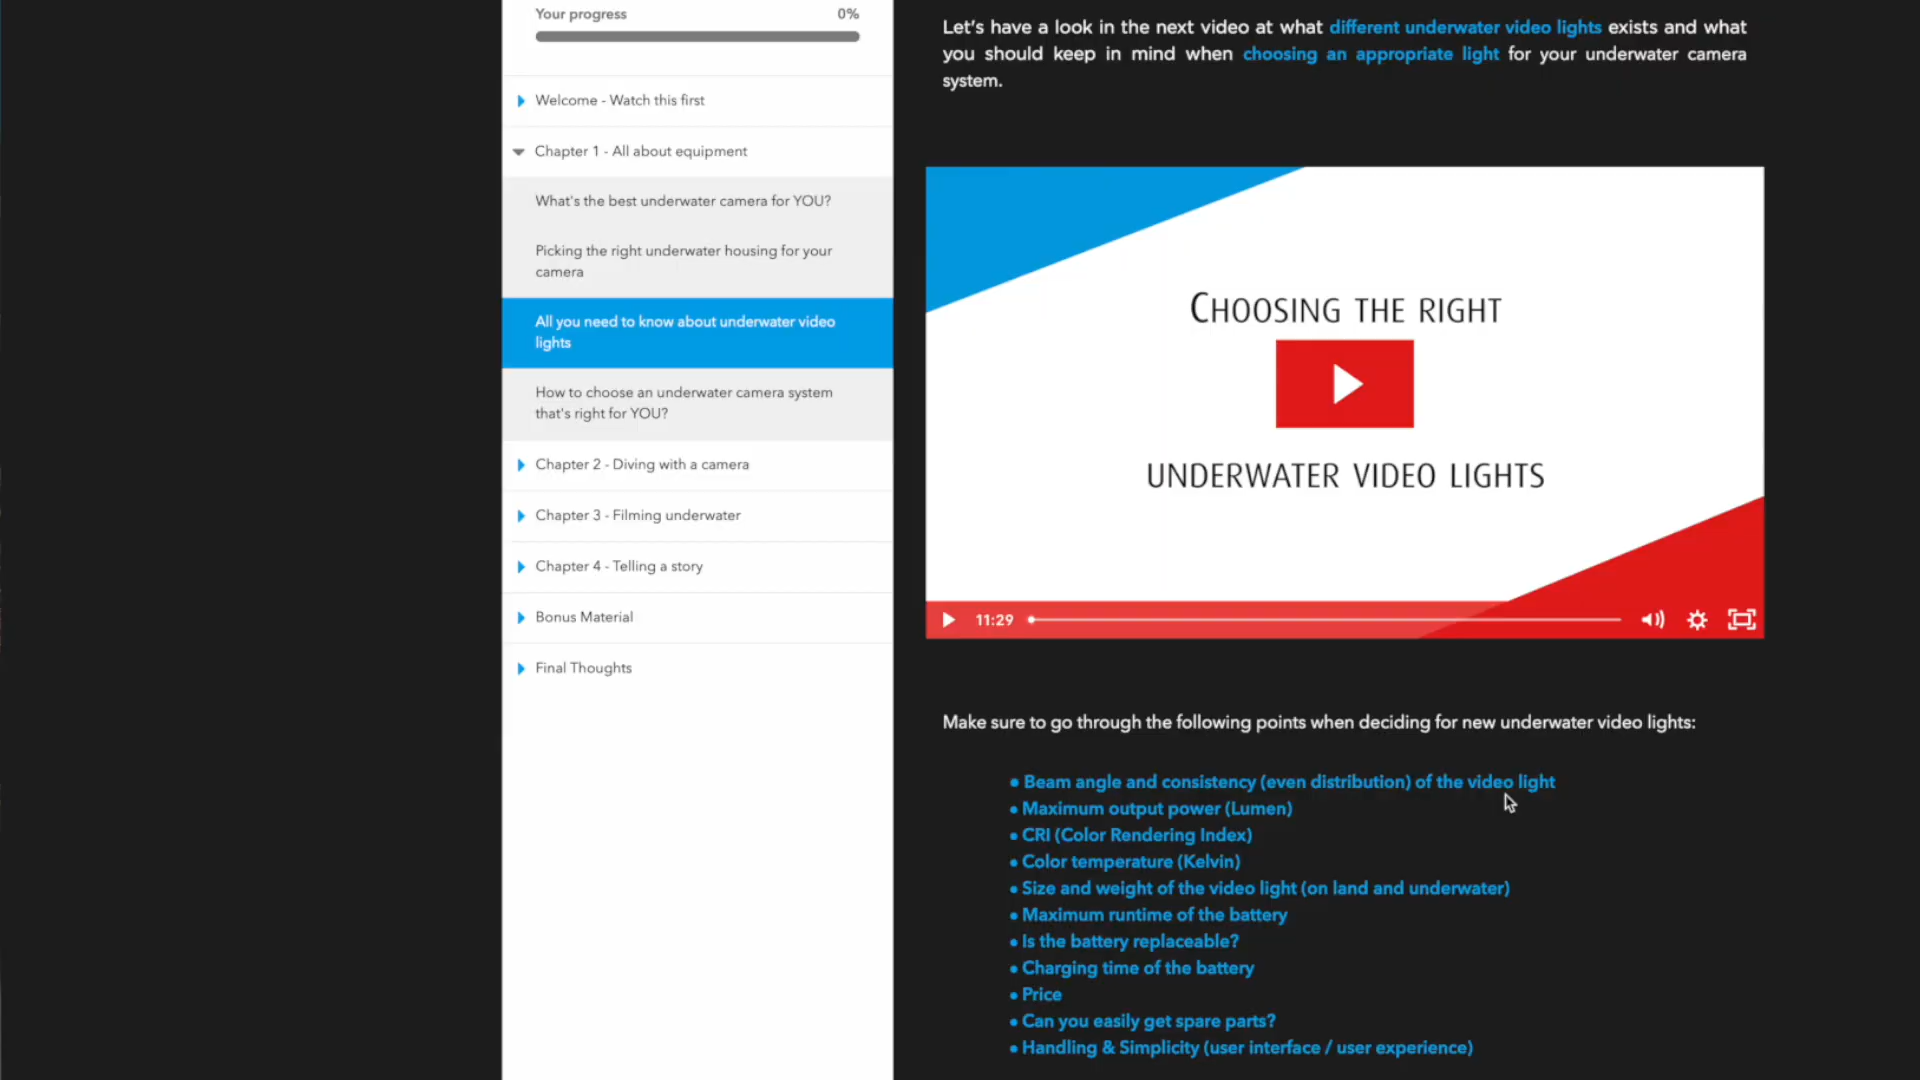 Your progress 0%
Welcome - Watch this first
Chapter 1 - All about equipment
What's the best underwater camera for YOU?
Picking the right underwater housing for your
camera
All you need to know about underwater video
lights
How to choose an underwater camera system
that's right for YOU?
Chapter 2 - Diving with a camera
Chapter 3 - Filming underwater
Chapter 4 - Telling a story
Bonus Material
Final Thoughts
Let's have a look in the next video at what different underwater video lights exists and what
you should keep in mind when choosing an appropriate light for your underwater camera
system.
CHOOSING THE RIGHT
UNDERWATER VIDEO LIGHTS
11:29
Make sure to go through the following points when deciding for new underwater video lights:
• Beam angle and consistency (even distribution) of the video light
• Maximum output power (Lumen)
• CRI (Color Rendering Index)
• Color temperature (Kelvin)
• Size and weight of the video light (on land and underwater)
• Maximum runtime of the battery
• Is the battery replaceable?
• Charging time of the battery
• Price
• Can you easily get spare parts?
• Handling & Simplicity (user interface / user experience)